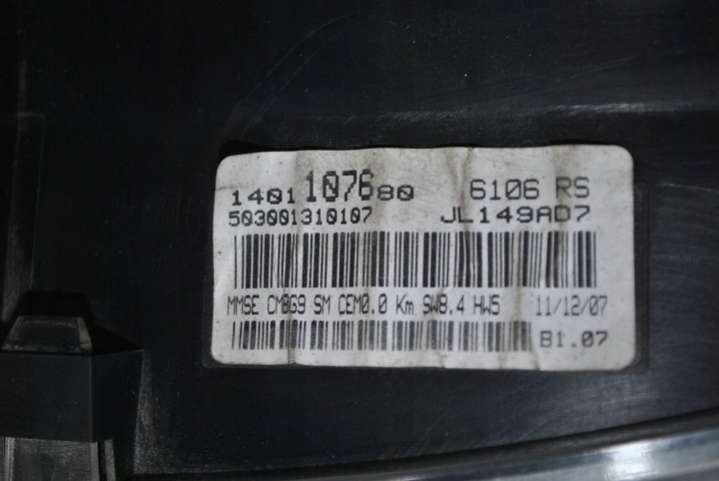 1401 1076 80 6106 RS
503001310107 JL149AD7
MMSE CMBG9 SM CEM0.0 Km SW8.4 HW5 11/12/07
B1.07